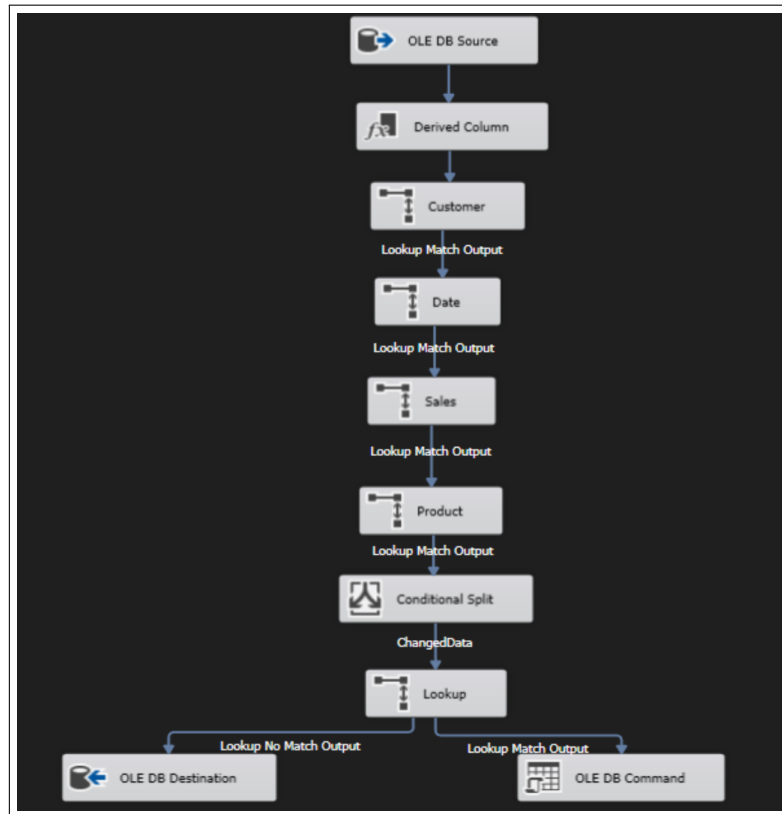 OLE DB Source
Derived Column
Customer
Lookup Match Output
Date
Lookup Match Output
Sales
Lookup Match Output
Product
Lookup Match Output
Conditional Split
ChangedData
Lookup
Lookup No Match Output
Lookup Match Output
OLE DB Destination
OLE DB Command